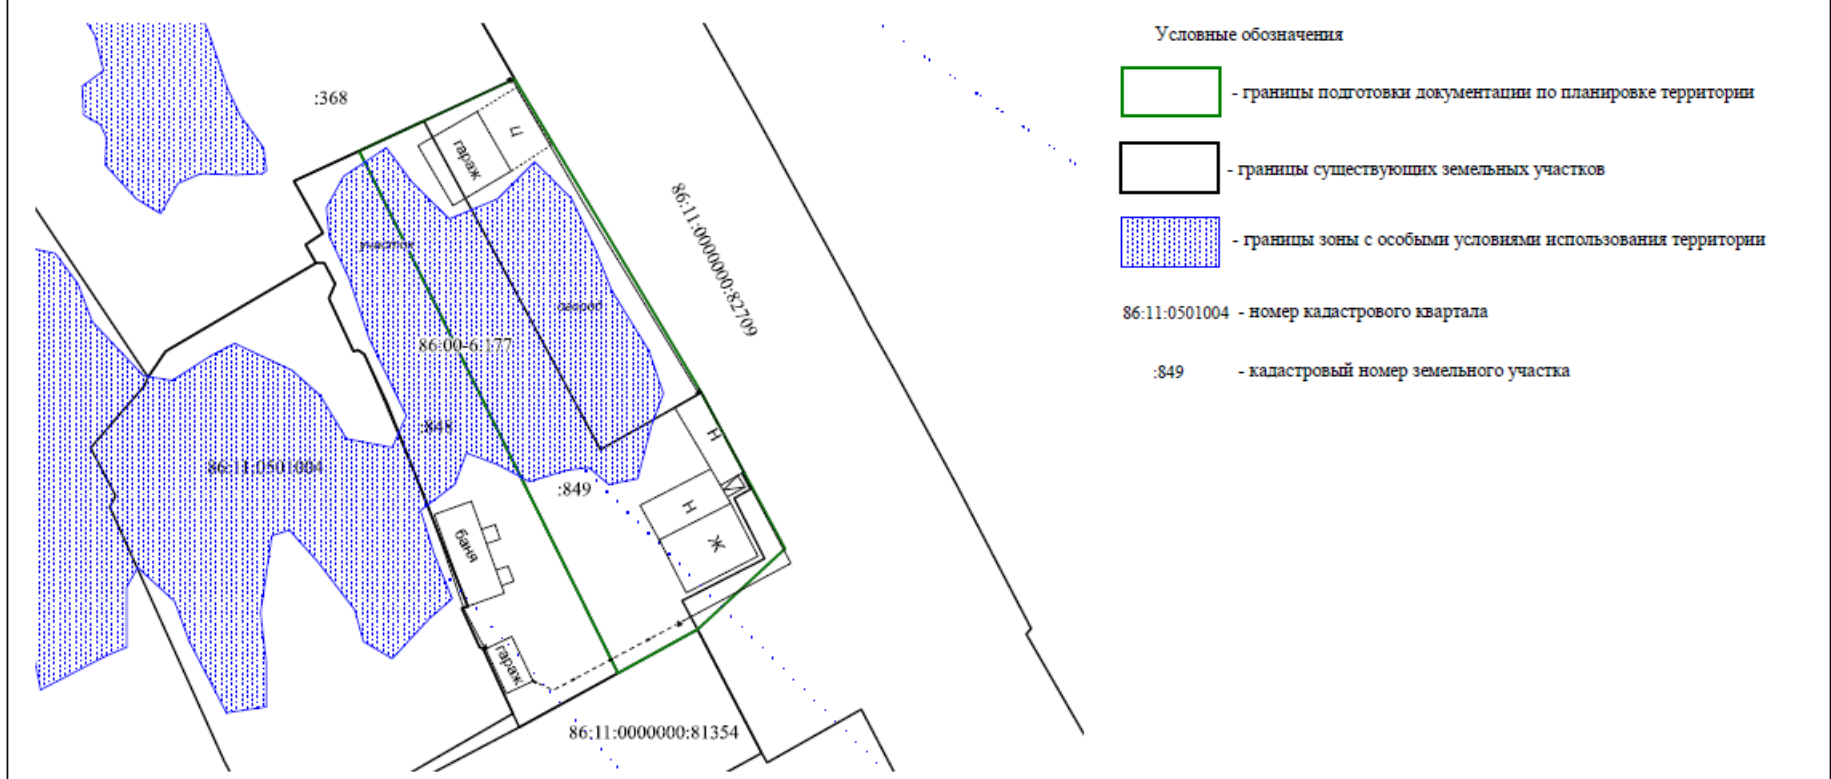 Условные обозначения
- границы подготовки документации по планировке территории
- границы существующих земельных участков
- границы зоны с особыми условиями использования территории
86:11:0501004 - номер кадастрового квартала
:849 - кадастровый номер земельного участка
:368
Ц
гараж
86:11:0000000:82709
участок
огород
86:00-6:177
:848
Н
86:11:0501004
:849
М
Н
Ж
баня
гараж
86:11:0000000:81354